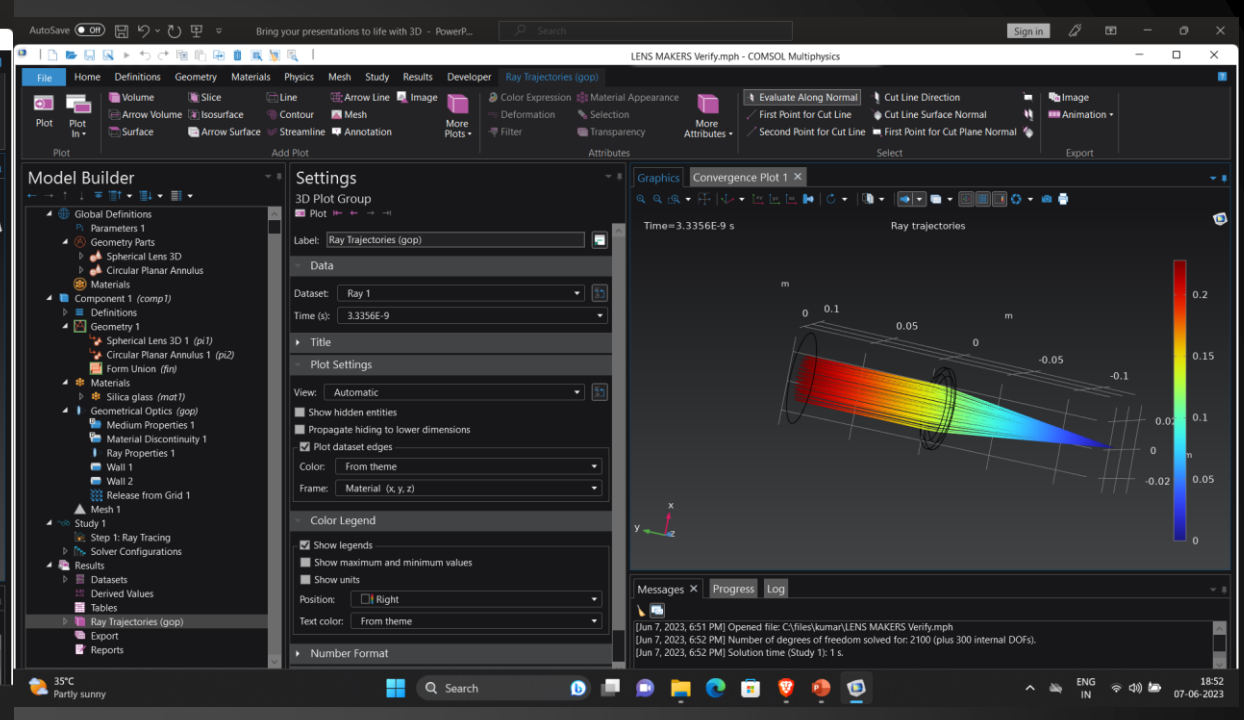 AutoSave Off Bring your presentations to life with 3D - PowerP... Search Sign in
LENS MAKERS Verify.mph - COMSOL Multiphysics
File Home Definitions Geometry Materials Physics Mesh Study Results Developer Ray Trajectories (gop)
Plot
Plot In
Volume Slice Line Arrow Line Image
Arrow Volume Isosurface Contour Mesh
Surface Arrow Surface Streamline Annotation
More Plots
Color Expression Material Appearance
Deformation Selection
Filter Transparency
More Attributes
Evaluate Along Normal Cut Line Direction
First Point for Cut Line Cut Line Surface Normal
Second Point for Cut Line First Point for Cut Plane Normal
Image
Animation
Plot Add Plot Attributes Select Export
Model Builder
Global Definitions
Parameters 1
Geometry Parts
Spherical Lens 3D
Circular Planar Annulus
Materials
Component 1 (comp1)
Definitions
Geometry 1
Spherical Lens 3D 1 (pi1)
Circular Planar Annulus 1 (pi2)
Form Union (fin)
Materials
Silica glass (mat1)
Geometrical Optics (gop)
Medium Properties 1
Material Discontinuity 1
Ray Properties 1
Wall 1
Wall 2
Release from Grid 1
Mesh 1
Study 1
Step 1: Ray Tracing
Solver Configurations
Results
Datasets
Derived Values
Tables
Ray Trajectories (gop)
Export
Reports
Settings
3D Plot Group
Plot
Label: Ray Trajectories (gop)
Data
Dataset: Ray 1
Time (s): 3.3356E-9
Title
Plot Settings
View: Automatic
Show hidden entities
Propagate hiding to lower dimensions
Plot dataset edges
Color: From theme
Frame: Material (x, y, z)
Color Legend
Show legends
Show maximum and minimum values
Show units
Position: Right
Text color: From theme
Number Format
Graphics Convergence Plot 1
Time=3.3356E-9 s Ray trajectories
m
0 0.1
0.05
m
0
-0.05
-0.1
0.02
0
m
-0.02
0.2
0.15
0.1
0.05
0
x
y
z
Messages Progress Log
[Jun 7, 2023, 6:51 PM] Opened file: C:\files\kumar\LENS MAKERS Verify.mph
[Jun 7, 2023, 6:52 PM] Number of degrees of freedom solved for: 2100 (plus 300 internal DOFs).
[Jun 7, 2023, 6:52 PM] Solution time (Study 1): 1 s.
35°C
Partly sunny
Search
ENG
IN
18:52
07-06-2023